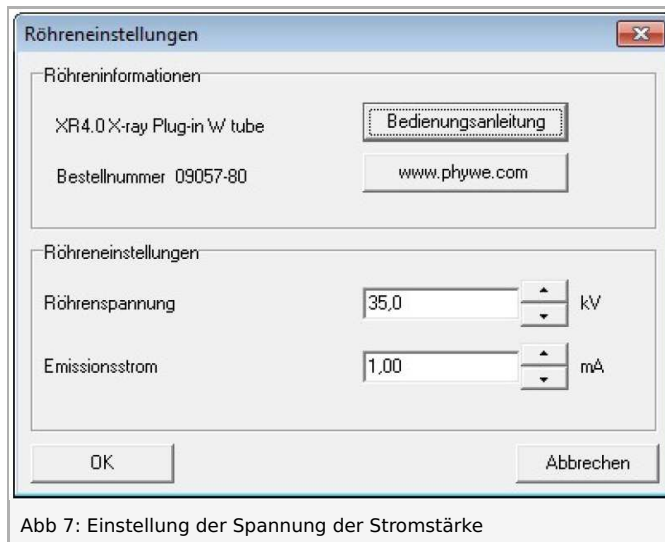 Röhreneinstellungen
Röhreninformationen
XR4.0 X-ray Plug-in W tube
Bedienungsanleitung
Bestellnummer 09057-80
www.phywe.com
Röhreneinstellungen
Röhrenspannung
35,0
kV
Emissionsstrom
1,00
mA
OK
Abbrechen
Abb 7: Einstellung der Spannung der Stromstärke